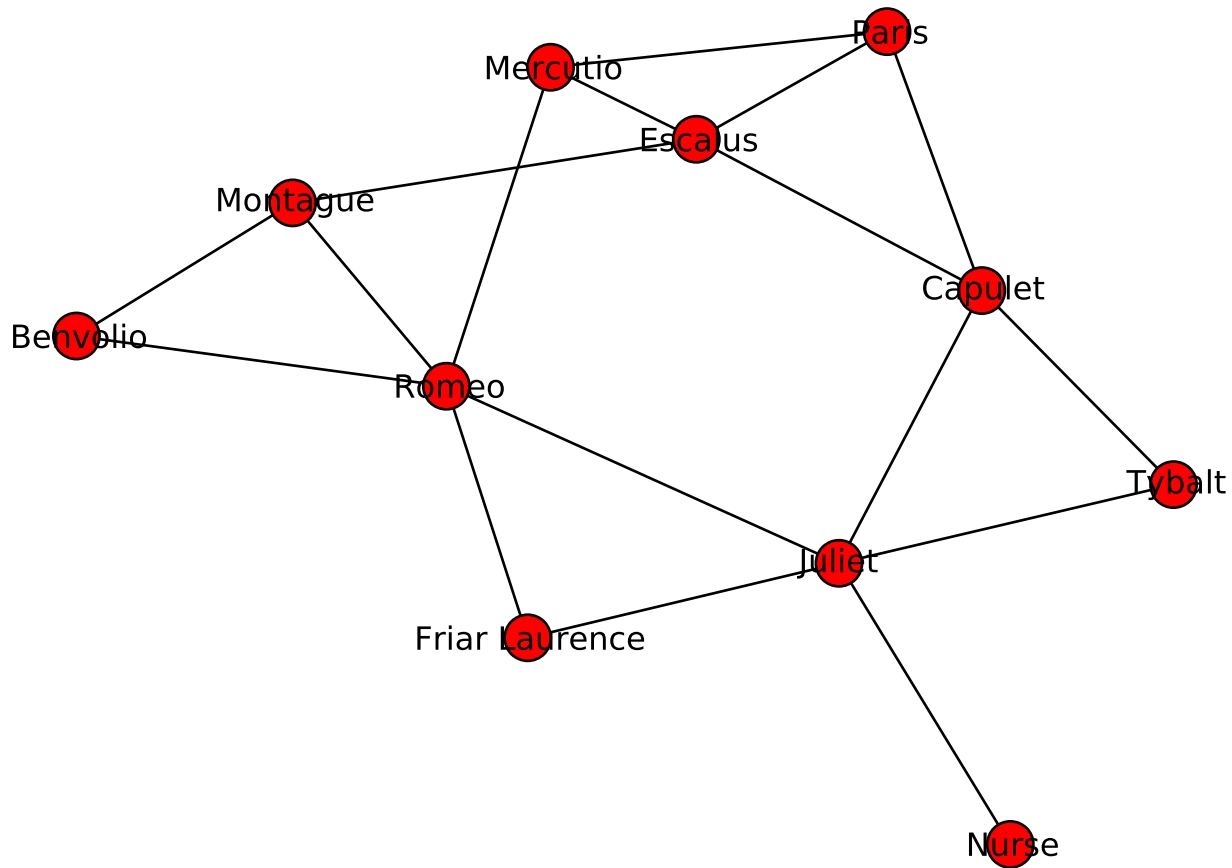 Paris
Mercutio
Escalus
Montague
Capulet
Benvolio
Romeo
Tybalt
Juliet
Friar Laurence
Nurse